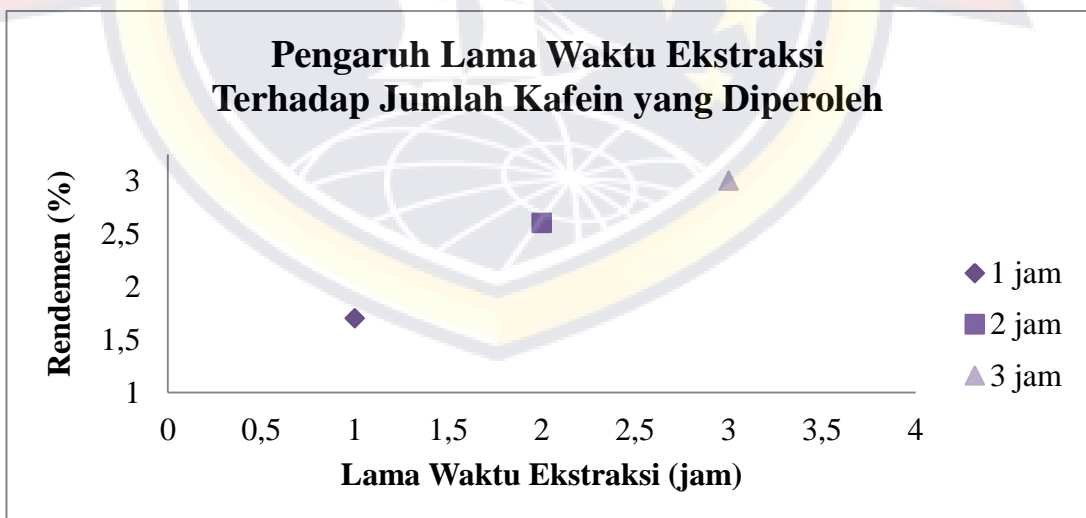 Pengaruh Lama Waktu Ekstraksi
Terhadap Jumlah Kafein yang Diperoleh
Rendemen (%)
3
2,5
2
1,5
1
0 0,5 1 1,5 2 2,5 3 3,5 4
Lama Waktu Ekstraksi (jam)
1 jam
2 jam
3 jam